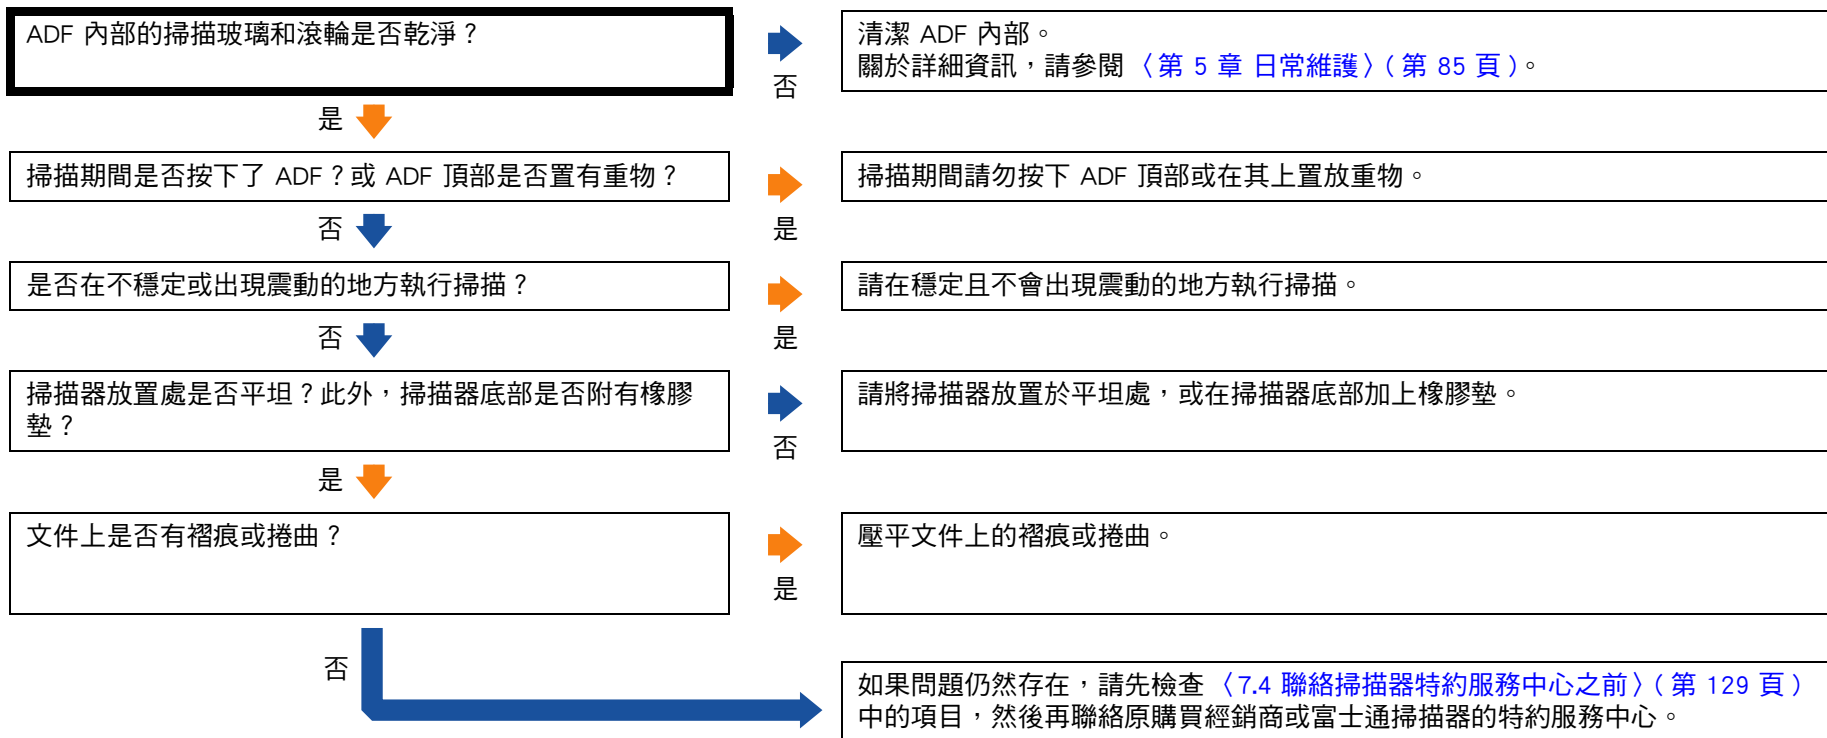 ADF 內部的掃描玻璃和滾輪是否乾淨？
否
清潔 ADF 內部。
關於詳細資訊，請參閱 〈第 5 章 日常維護〉( 第 85 頁 )。
是
掃描期間是否按下了 ADF？或 ADF 頂部是否置有重物？
是
掃描期間請勿按下 ADF 頂部或在其上置放重物。
否
是否在不穩定或出現震動的地方執行掃描？
是
請在穩定且不會出現震動的地方執行掃描。
否
掃描器放置處是否平坦？此外，掃描器底部是否附有橡膠
墊？
否
請將掃描器放置於平坦處，或在掃描器底部加上橡膠墊。
是
文件上是否有褶痕或捲曲？
是
壓平文件上的褶痕或捲曲。
否
如果問題仍然存在，請先檢查 〈7.4 聯絡掃描器特約服務中心之前〉( 第 129 頁 )
中的項目，然後再聯絡原購買經銷商或富士通掃描器的特約服務中心。